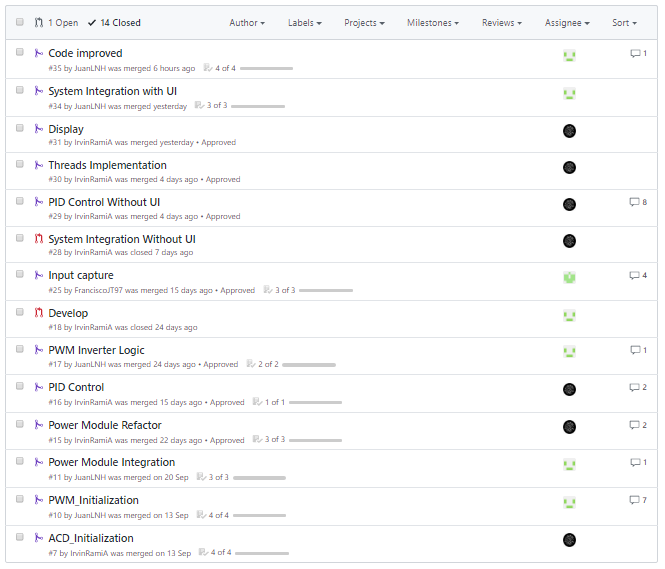 1 Open 14 Closed Author Labels Projects Milestones Reviews Assignee Sort
Code improved 1
#35 by JuanLNH was merged 6 hours ago 4 of 4
System Integration with UI
#34 by JuanLNH was merged yesterday 3 of 3
Display
#31 by IrvinRamiA was merged yesterday • Approved
Threads Implementation
#30 by IrvinRamiA was merged 4 days ago • Approved
PID Control Without UI 8
#29 by IrvinRamiA was merged 4 days ago • Approved
System Integration Without UI
#28 by IrvinRamiA was closed 7 days ago
Input capture 4
#25 by FranciscoJT97 was merged 15 days ago • Approved 3 of 3
Develop
#18 by IrvinRamiA was closed 24 days ago
PWM Inverter Logic 1
#17 by JuanLNH was merged 24 days ago • Approved 2 of 2
PID Control 2
#16 by IrvinRamiA was merged 15 days ago • Approved 1 of 1
Power Module Refactor 2
#15 by IrvinRamiA was merged 22 days ago • Approved 3 of 3
Power Module Integration 1
#11 by JuanLNH was merged on 20 Sep 3 of 3
PWM_Initialization 7
#10 by JuanLNH was merged on 13 Sep 4 of 4
ACD_Initialization
#7 by IrvinRamiA was merged on 13 Sep 4 of 4